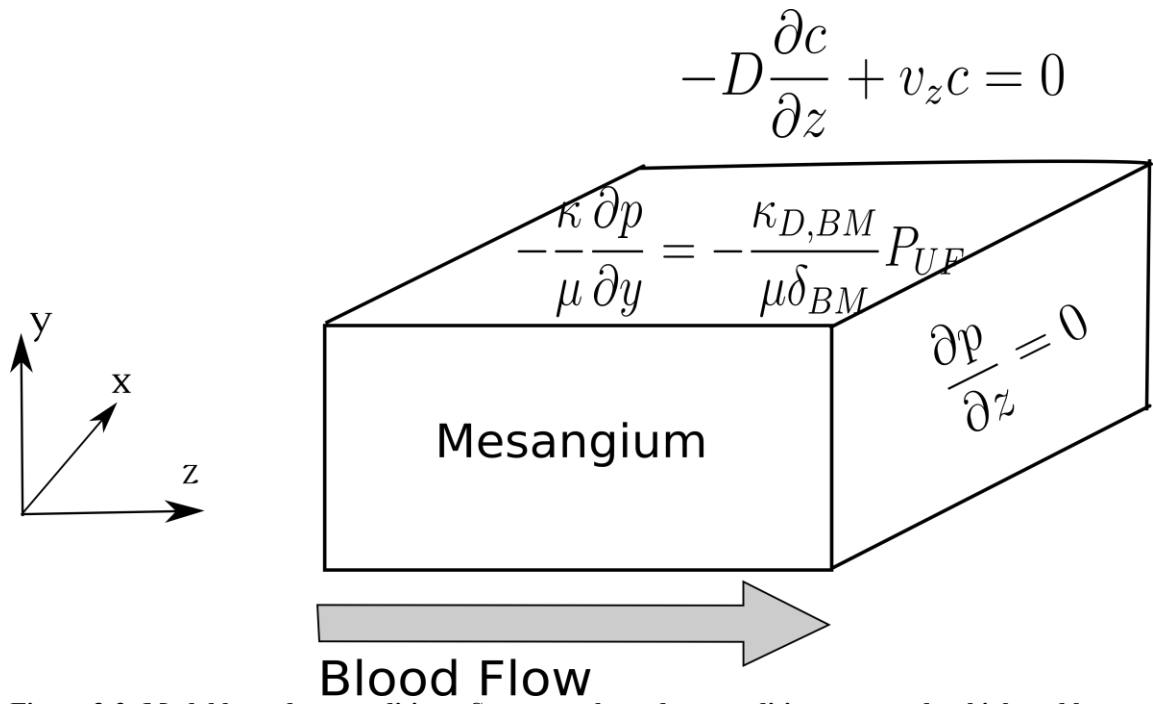 −D ∂c/∂z + v_z c = 0
−κ/μ ∂p/∂y = −κ_{D,BM}/μδ_{BM} P_{UF}
∂p/∂z = 0
y
x
z
Mesangium
Blood Flow